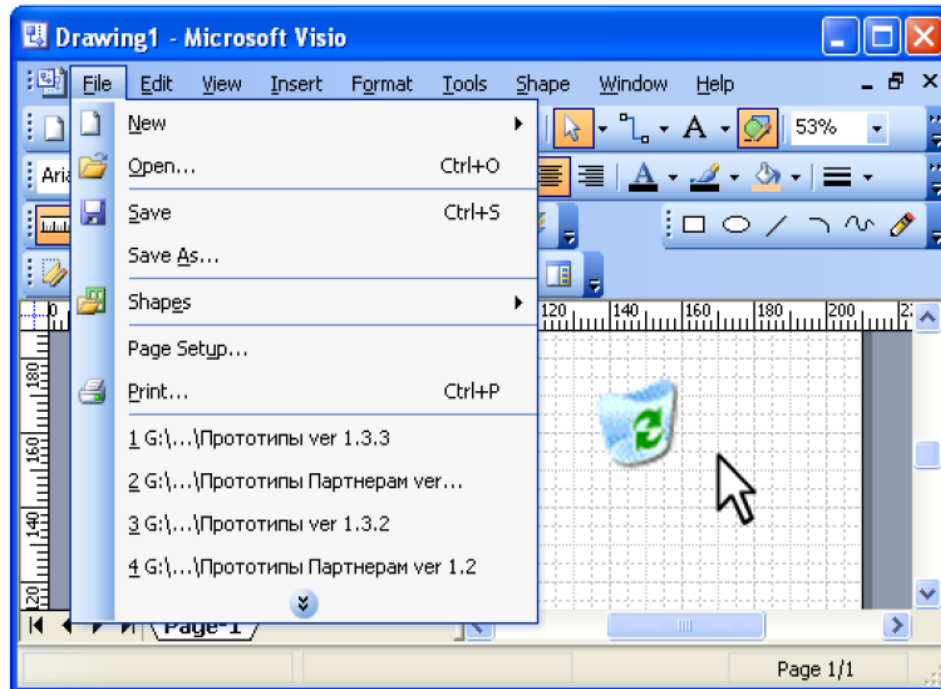 Drawing1 - Microsoft Visio
File Edit View Insert Format Tools Shape Window Help
New
53%
Open... Ctrl+O
Save Ctrl+S
Save As...
Shapes
120 140 160 180 200
Page Setup...
180
Print... Ctrl+P
1 G:\...\Прототипы ver 1.3.3
160
2 G:\...\Прототипы Партнерам ver...
3 G:\...\Прототипы ver 1.3.2
140
4 G:\...\Прототипы Партнерам ver 1.2
120
Page-1
Page 1/1